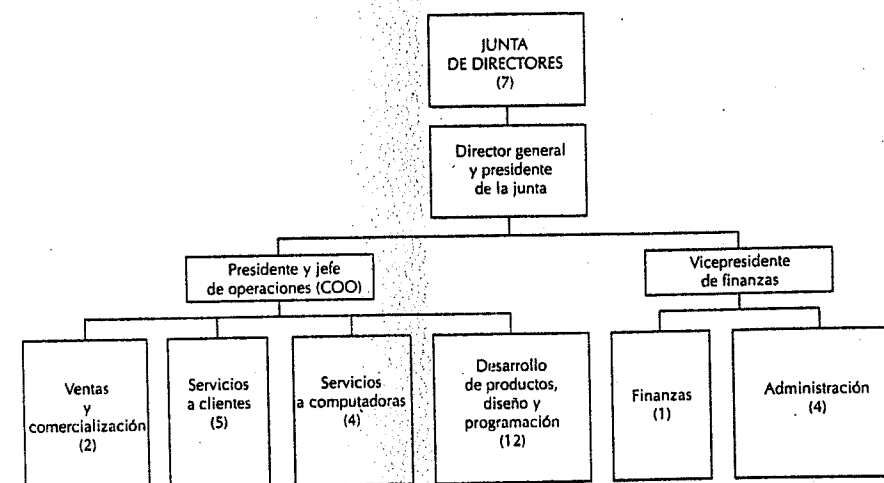 JUNTA
DE DIRECTORES
(7)
Director general
y presidente
de la junta
Presidente y jefe
de operaciones (COO)
Vicepresidente
de finanzas
Ventas
y
comercialización
(2)
Servicios
a clientes
(5)
Servicios
a computadoras
(4)
Desarrollo
de productos,
diseño y
programación
(12)
Finanzas
(1)
Administración
(4)